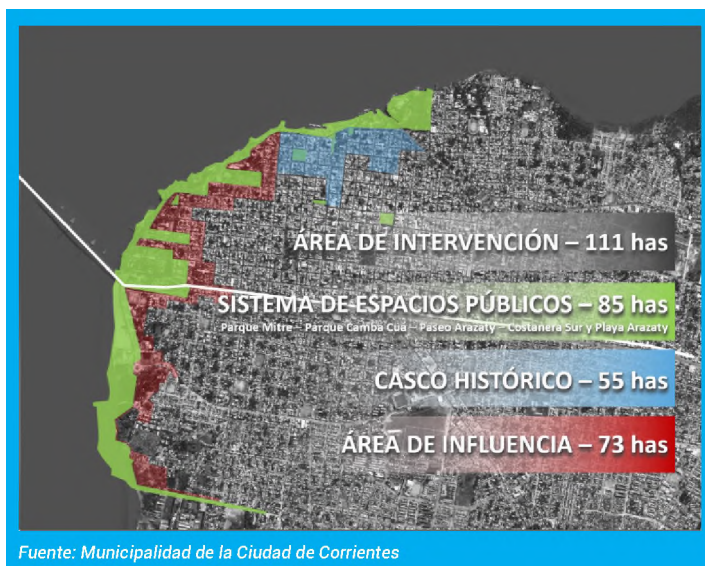 ÁREA DE INTERVENCIÓN – 111 has
SISTEMA DE ESPACIOS PÚBLICOS – 85 has
Parque Mitre – Parque Camba Cuá – Paseo Arazaty – Costanera Sur y Playa Arazaty
CASCO HISTÓRICO – 55 has
ÁREA DE INFLUENCIA – 73 has
Fuente: Municipalidad de la Ciudad de Corrientes